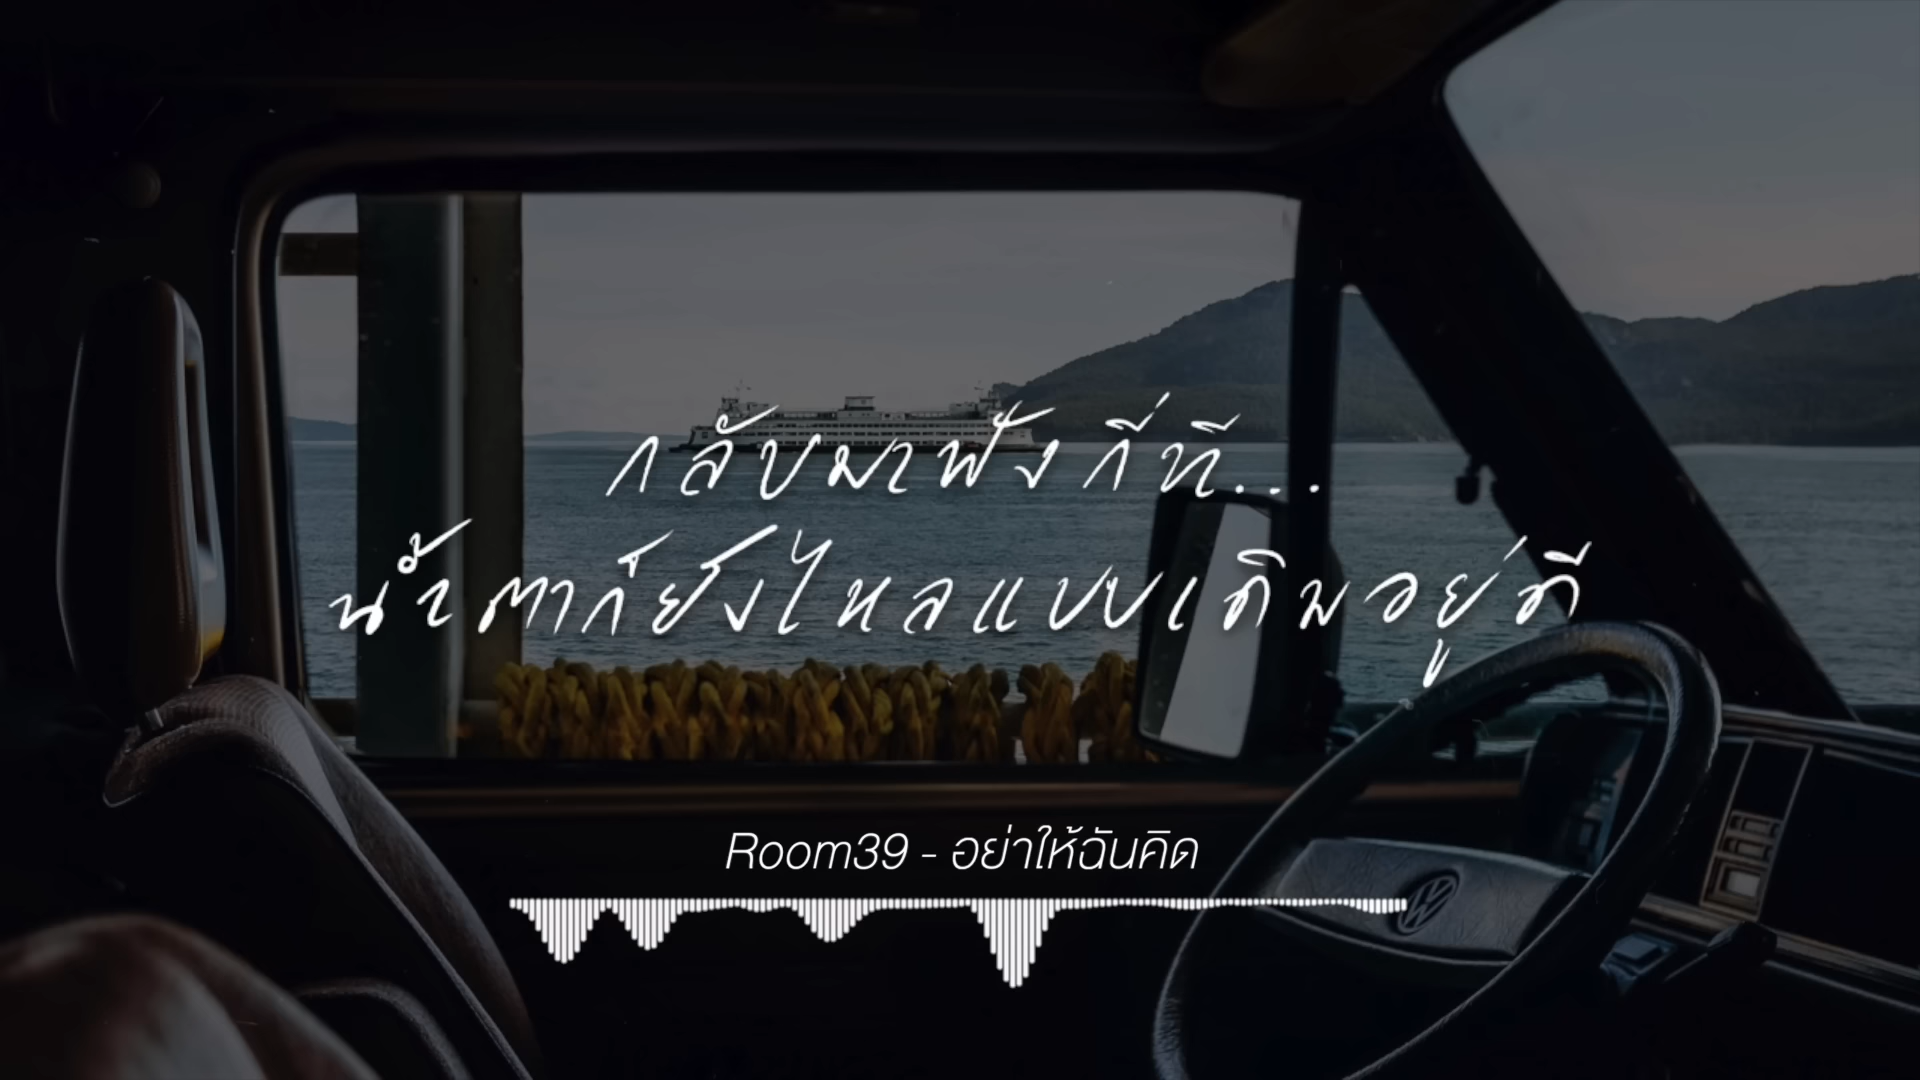 กลับมาฟังกี่ที...
น้ำตาก็ยังไหลแบบเดิมอยู่ดี
Room39 - อย่าให้ฉันคิด